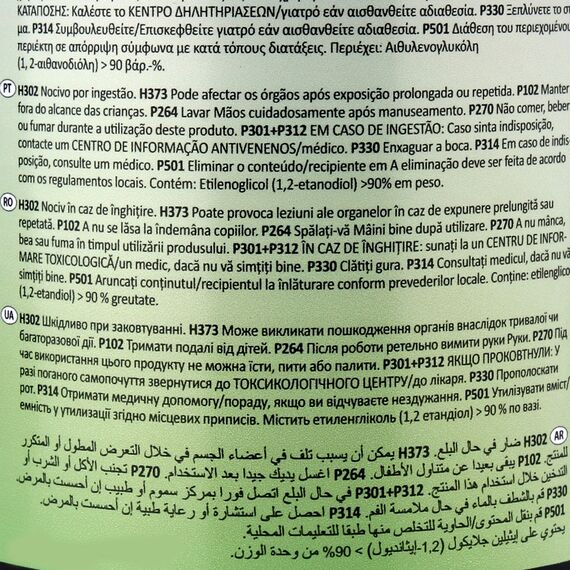 ΚΑΤΑΠΟΣΗΣ: Καλέστε το ΚΕΝΤΡΟ ΔΗΛΗΤΗΡΙΑΣΕΩΝ/γιατρό εάν αισθανθείτε αδιαθεσία. P330 Ξεπλύνετε το στό
μα. P314 Συμβουλευθείτε/Επισκεφθείτε γιατρό εάν αισθανθείτε αδιαθεσία. P501 Διάθεση του περιεχομένου
περιέκτη σε απόρριψη σύμφωνα με κατά τόπους διατάξεις. Περιέχει: Αιθυλενογλυκόλη
(1, 2-αιθανοδιόλη) > 90 βάρ.-%.
PT H302 Nocivo por ingestão. H373 Pode afectar os órgãos após exposição prolongada ou repetida. P102 Manter
fora do alcance das crianças. P264 Lavar Mãos cuidadosamente após manuseamento. P270 Não comer, beber
ou fumar durante a utilização deste produto. P301+P312 EM CASO DE INGESTÃO: Caso sinta indisposição,
contacte um CENTRO DE INFORMAÇÃO ANTIVENENOS/médico. P330 Enxaguar a boca. P314 Em caso de indis-
posição, consulte um médico. P501 Eliminar o conteúdo/recipiente em A eliminação deve ser feita de acordo
com os regulamentos locais. Contém: Etilenoglicol (1,2-etanodiol) >90% em peso.
RO H302 Nociv în caz de înghițire. H373 Poate provoca leziuni ale organelor în caz de expunere prelungită sau
repetată. P102 A nu se lăsa la îndemâna copiilor. P264 Spălați-vă Mâini bine după utilizare. P270 A nu mânca,
bea sau fuma în timpul utilizării produsului. P301+P312 ÎN CAZ DE ÎNGHIȚIRE: sunați la un CENTRU DE INFOR-
MARE TOXICOLOGICĂ/un medic, dacă nu vă simțiți bine. P330 Clătiți gura. P314 Consultați medicul, dacă nu vă
simțiți bine. P501 Aruncați conținutul/recipientul la înlăturare conform prevederilor locale. Conține: etilenglicol
(1,2-etandiol) > 90 % greutate.
UA H302 Шкідливо при заковтуванні. H373 Може викликати пошкодження органів внаслідок тривалої чи
багаторазової дії. P102 Тримати подалі від дітей. P264 Після роботи ретельно вимити руки Руки. P270 Під
час використання цього продукту не можна їсти, пити або палити. P301+P312 ЯКЩО ПРОКОВТНУЛИ: У
разі поганого самопочуття звернутися до ТОКСИКОЛОГІЧНОГО ЦЕНТРУ/до лікаря. P330 Прополоскати
рот. P314 Отримати медичну допомогу/пораду, якщо ви відчуваєте нездужання. P501 Утилізувати вміст/
ємність у утилизації згідно місцевих приписів. Містить етиленгліколь (1,2 етандіол) > 90 % по вазі.
AR H302 ضار في حال البلع. H373 يمكن أن يسبب تلف في أعضاء الجسم في خلال التعرض المطول أو المتكرر
للمنتج. P102 يبقى بعيدا عن متناول الأطفال. P264 اغسل يديك جيدا بعد الاستخدام. P270 تجنب الأكل أو الشرب أو
التدخين خلال استخدام هذا المنتج. P301+P312 في حال البلع اتصل فورا بمركز سموم أو طبيب إن أحسست بالمرض.
P330 قم بالشطف بالماء في حال ملامسة الفم. P314 احصل على استشارة أو رعاية طبية إن أحسست بالمرض.
P501 قم بنقل المحتوى/الحاوية للتخلص منها طبقا للتعليمات المحلية.
يحتوي على إيثيلين جلايكول (1,2-إيثانديول) > 90% من وحدة الوزن.